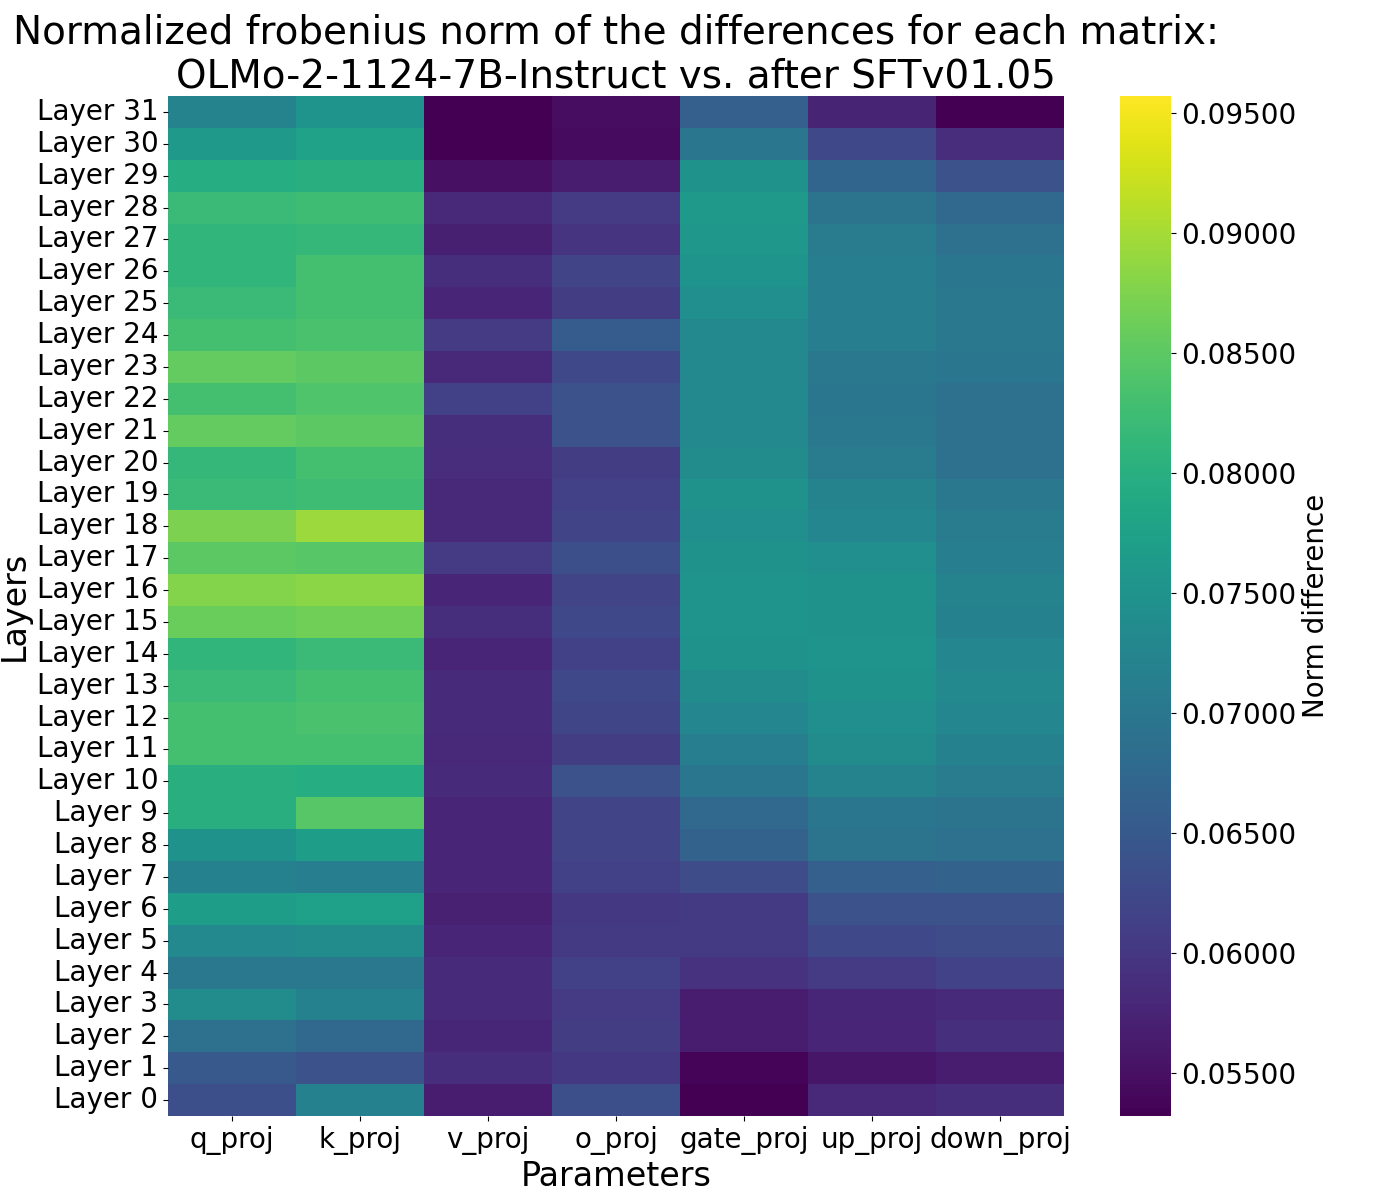 Normalized frobenius norm of the differences for each matrix:
OLMo-2-1124-7B-Instruct vs. after SFTv01.05
Layers
Layer 31
Layer 30
Layer 29
Layer 28
Layer 27
Layer 26
Layer 25
Layer 24
Layer 23
Layer 22
Layer 21
Layer 20
Layer 19
Layer 18
Layer 17
Layer 16
Layer 15
Layer 14
Layer 13
Layer 12
Layer 11
Layer 10
Layer 9
Layer 8
Layer 7
Layer 6
Layer 5
Layer 4
Layer 3
Layer 2
Layer 1
Layer 0
q_proj k_proj v_proj o_proj gate_proj up_proj down_proj
Parameters
0.09500
0.09000
0.08500
0.08000
0.07500
0.07000
0.06500
0.06000
0.05500
Norm difference